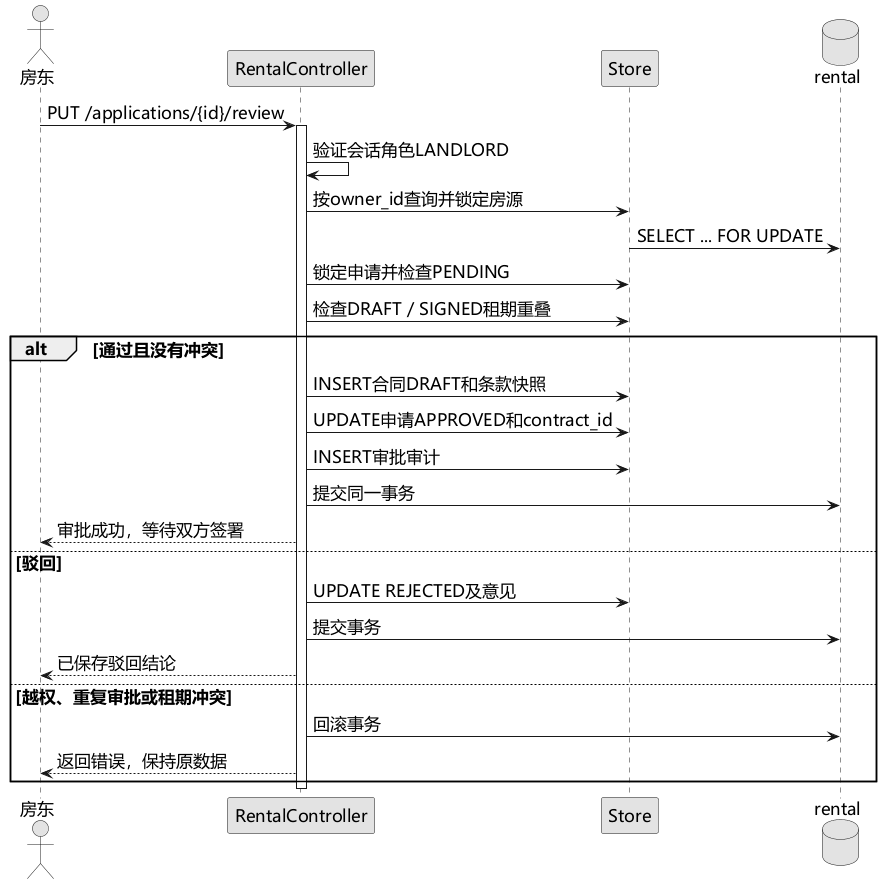 房东
RentalController
Store
rental
PUT /applications/{id}/review
验证会话角色LANDLORD
按owner_id查询并锁定房源
SELECT ... FOR UPDATE
锁定申请并检查PENDING
检查DRAFT / SIGNED租期重叠
alt [通过且没有冲突]
INSERT合同DRAFT和条款快照
UPDATE申请APPROVED和contract_id
INSERT审批审计
提交同一事务
审批成功，等待双方签署
[驳回]
UPDATE REJECTED及意见
提交事务
已保存驳回结论
[越权、重复审批或租期冲突]
回滚事务
返回错误，保持原数据
房东
RentalController
Store
rental